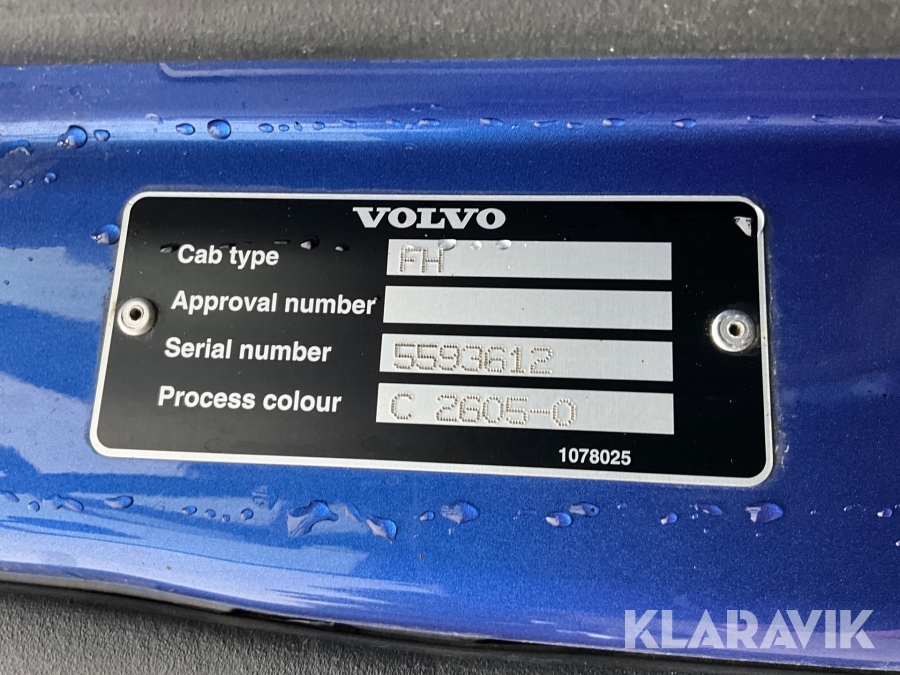 VOLVO
Cab type FH
Approval number
Serial number 5593612
Process colour C 2605-0
1078025
KLARAVIK